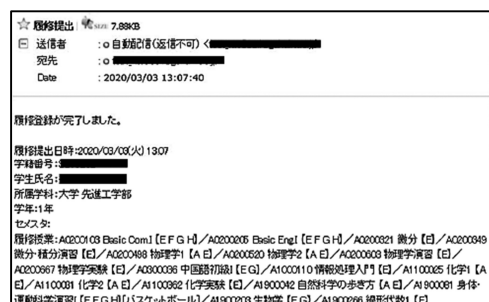 ☆ 履修提出 SIZE: 7.88KB
送信者 : o 自動配信(返信不可) <
宛先 : o
Date : 2020/03/03 13:07:40
履修登録が完了しました。
履修提出日時:2020/03/03(火) 13:07
学籍番号:
学生氏名:
所属学科:大学 先進工学部
学年:1年
セメスタ:
履修授業:A0200103 Basic Com.I 【E F G H】/A0200205 Basic Eng.I 【E F G H】/A0200321 微分 【E】/A0200349
微分・積分演習 【E】/A0200488 物理学1 【A E】/A0200520 物理学2 【A E】/A0200603 物理学演習 【E】/
A0200667 物理学実験 【E】/A0300036 中国語初級I 【E G】/A1000110 情報処理入門 【E】/A1100025 化学1 【A
E】/A1100031 化学2 【A E】/A1100362 化学実験 【E】/A1900042 自然科学の歩き方 【A E】/A1900081 身体・
運動科学演習I 【E F G H】[バスケットボール]/A1900203 生物学 【E G】/A1900266 線形代数1 【E】